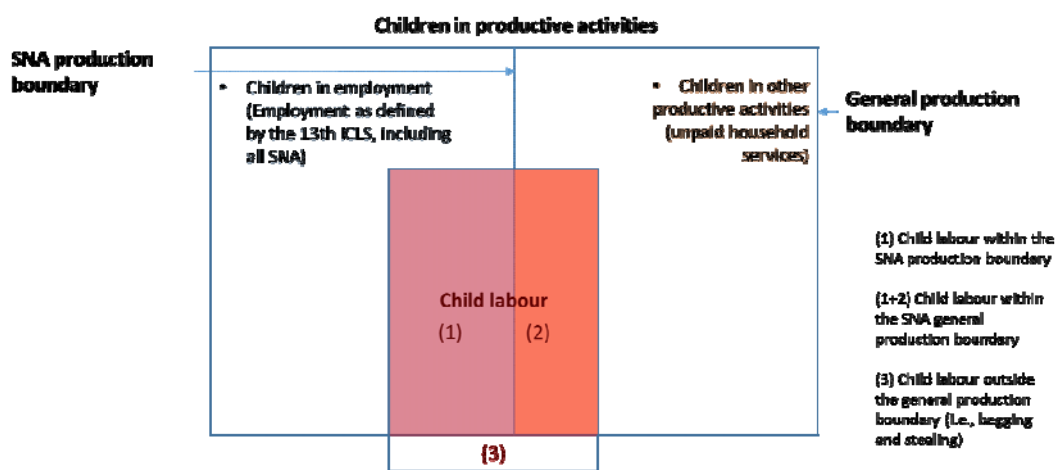 Children in productive activities
SNA production
boundary
• Children in employment
(Employment as defined
by the 13th ICLS, including
all SNA)
• Children in other
productive activities
(unpaid household
services)
General production
boundary
Child labour
(1)
(2)
(3)
(1) Child labour within the
SNA production boundary
(1+2) Child labour within
the SNA general
production boundary
(3) Child labour outside
the general production
boundary (i.e., begging
and stealing)